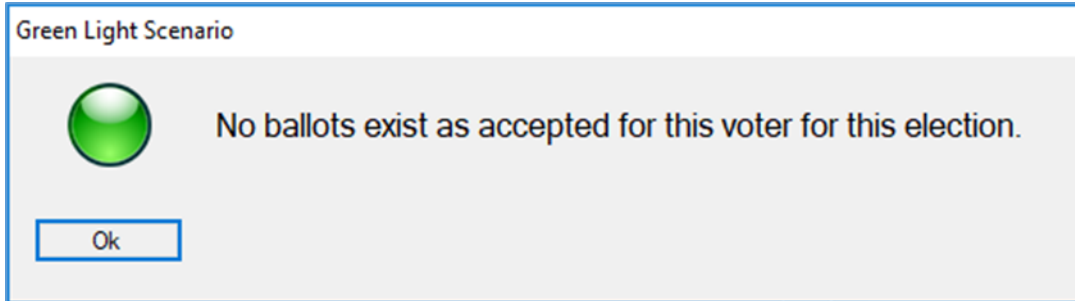 Green Light Scenario
No ballots exist as accepted for this voter for this election.
Ok